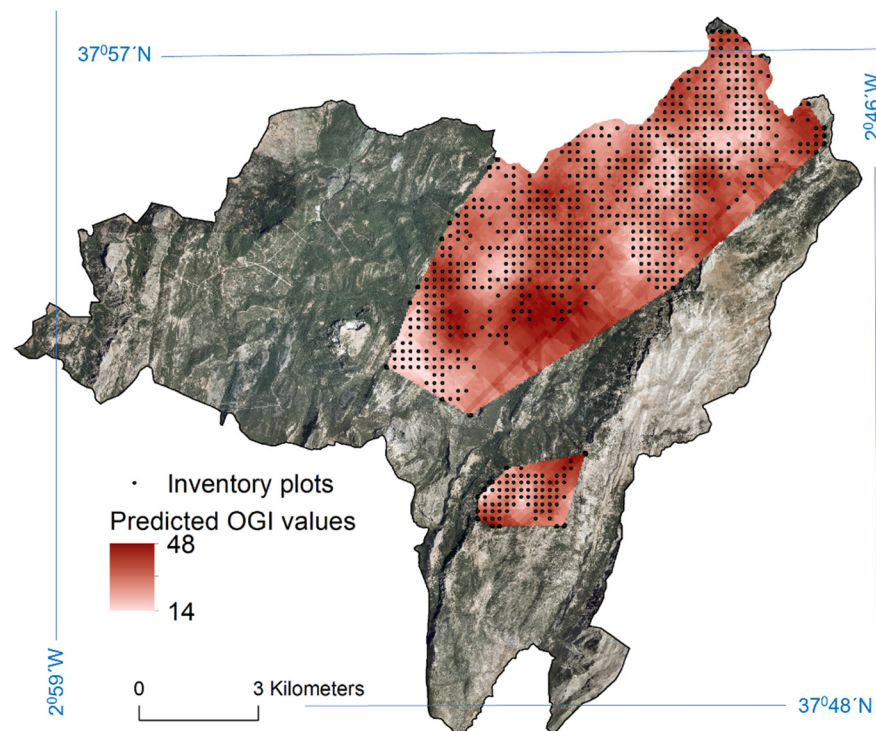 37⁰57´N
2⁰46´W
· Inventory plots
Predicted OGI values
48
14
2⁰59´W
0 3 Kilometers
37⁰48´N